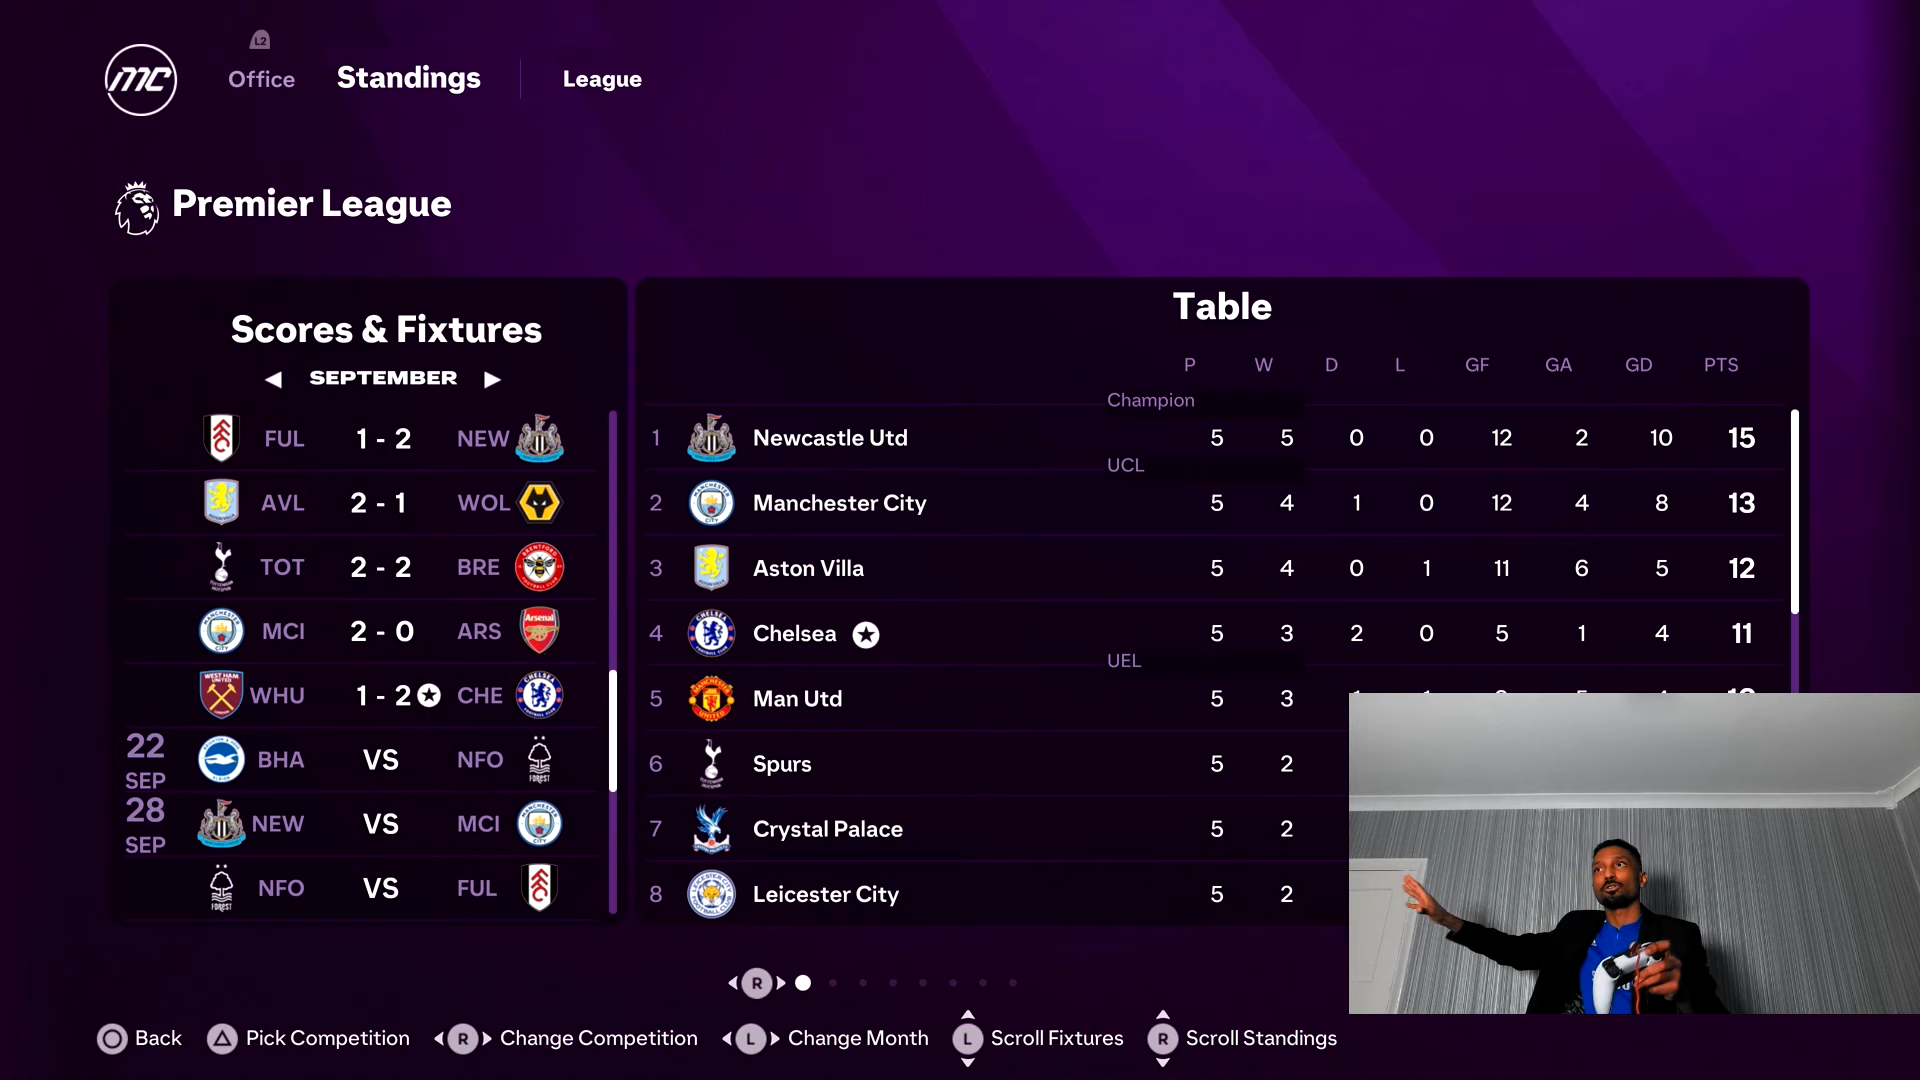 L2
MC Office Standings League
Premier League
Scores & Fixtures
SEPTEMBER
FUL 1 - 2 NEW
AVL 2 - 1 WOL
TOT 2 - 2 BRE
MCI 2 - 0 ARS
WHU 1 - 2 CHE
22 SEP BHA VS NFO
28 SEP NEW VS MCI
NFO VS FUL
Table
P W D L GF GA GD PTS
Champion
1 Newcastle Utd 5 5 0 0 12 2 10 15
UCL
2 Manchester City 5 4 1 0 12 4 8 13
3 Aston Villa 5 4 0 1 11 6 5 12
4 Chelsea 5 3 2 0 5 1 4 11
UEL
5 Man Utd 5 3
6 Spurs 5 2
7 Crystal Palace 5 2
8 Leicester City 5 2
R
Back Pick Competition R Change Competition L Change Month L Scroll Fixtures R Scroll Standings